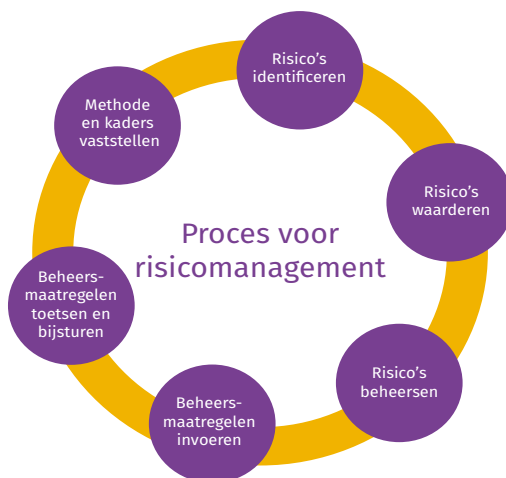 Risico’s
identificeren
Methode
en kaders
vaststellen
Risico’s
waarderen
Proces voor
risicomanagement
Beheers-
maatregelen
toetsen en
bijsturen
Risico’s
beheersen
Beheers-
maatregelen
invoeren